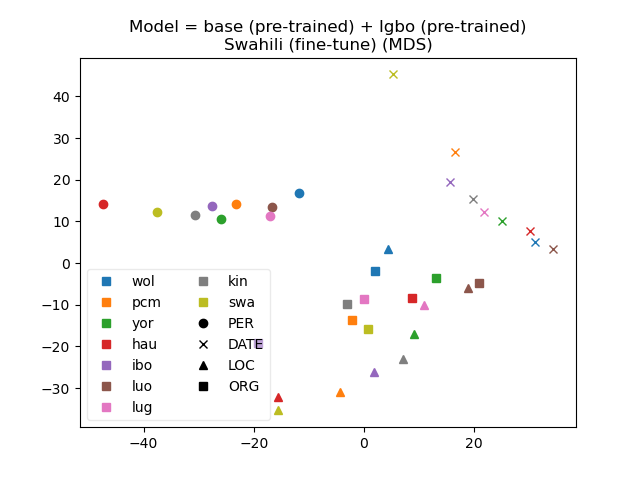 Model = base (pre-trained) + Igbo (pre-trained)
Swahili (fine-tune) (MDS)
40
30
20
10
0
−10
−20
−30
−40
−20
0
20
wol
pcm
yor
hau
ibo
luo
lug
kin
swa
PER
DATE
LOC
ORG